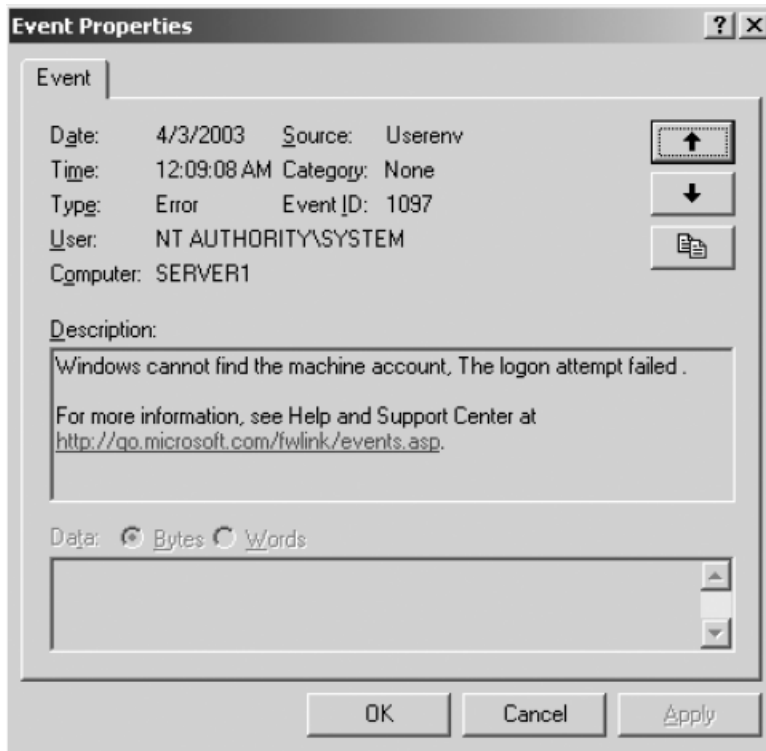 Event Properties
Event
Date: 4/3/2003 Source: Userenv
Time: 12:09:08 AM Category: None
Type: Error Event ID: 1097
User: NT AUTHORITY\SYSTEM
Computer: SERVER1
Description:
Windows cannot find the machine account, The logon attempt failed .
For more information, see Help and Support Center at
http://go.microsoft.com/fwlink/events.asp.
Data: Bytes Words
OK Cancel Apply